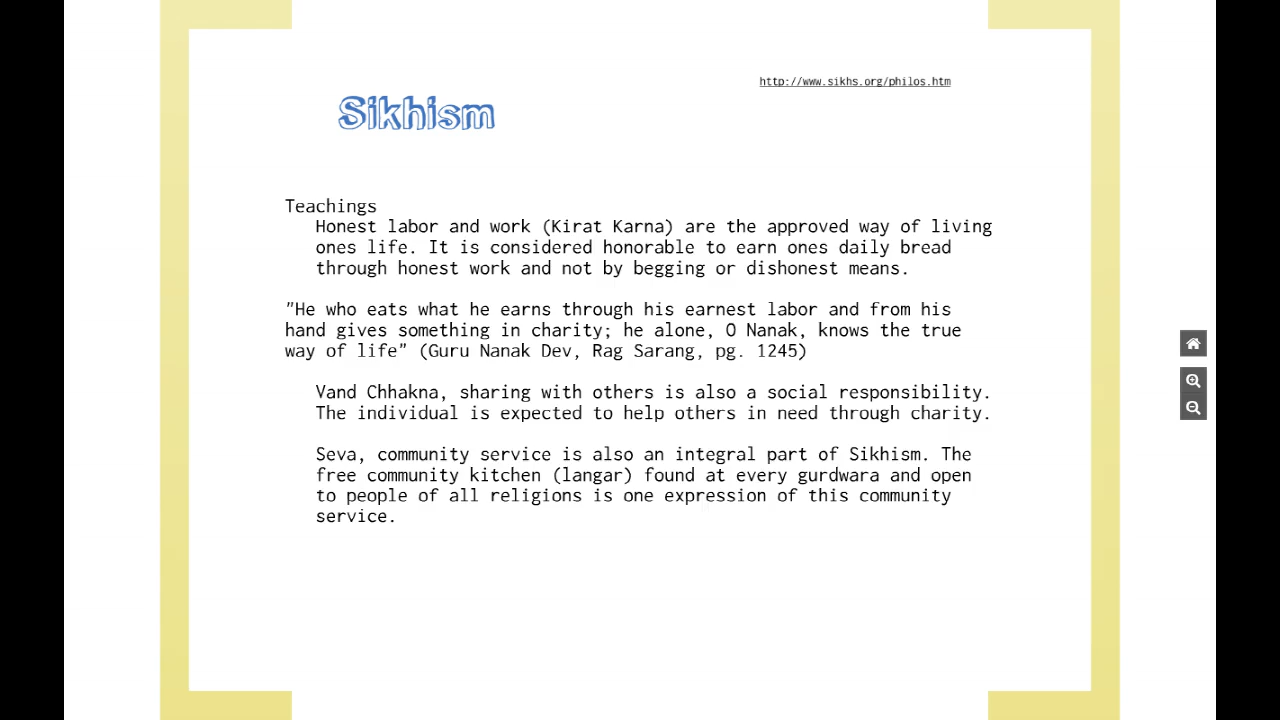 http://www.sikhs.org/philos.htm
Sikhism
Teachings
Honest labor and work (Kirat Karna) are the approved way of living
ones life. It is considered honorable to earn ones daily bread
through honest work and not by begging or dishonest means.
"He who eats what he earns through his earnest labor and from his
hand gives something in charity; he alone, O Nanak, knows the true
way of life" (Guru Nanak Dev, Rag Sarang, pg. 1245)
Vand Chhakna, sharing with others is also a social responsibility.
The individual is expected to help others in need through charity.
Seva, community service is also an integral part of Sikhism. The
free community kitchen (langar) found at every gurdwara and open
to people of all religions is one expression of this community
service.